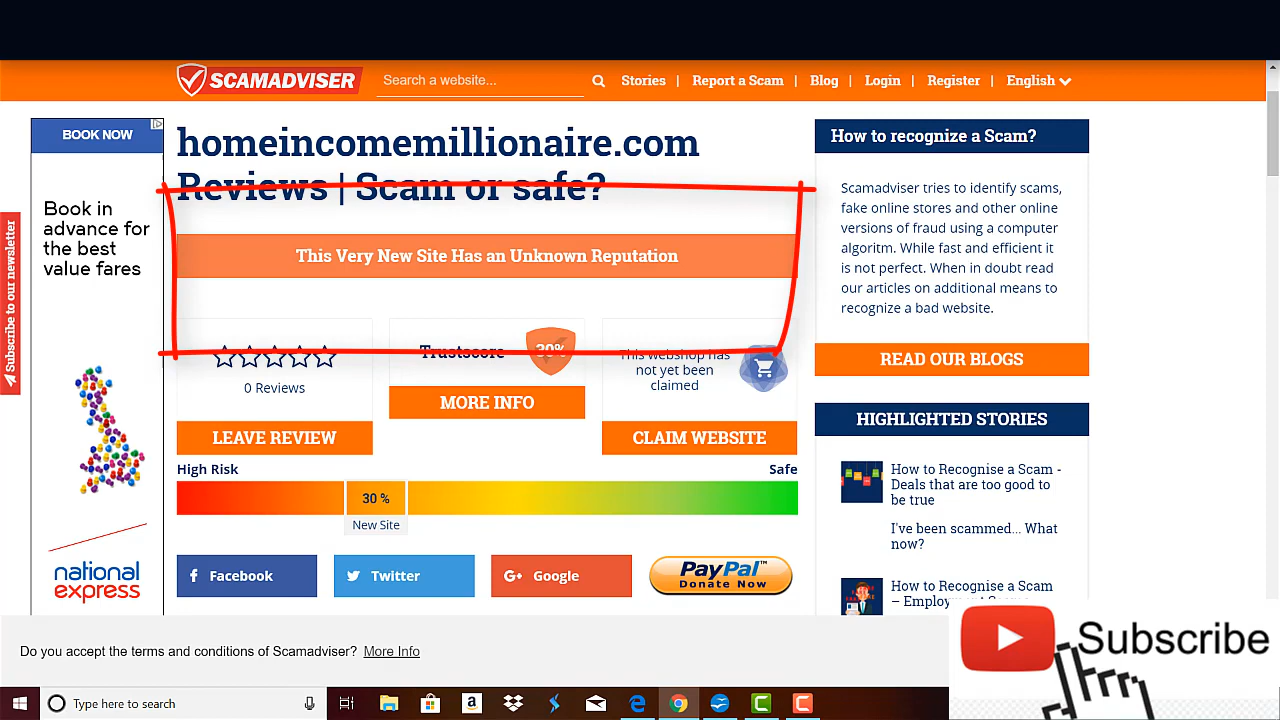 SCAMADVISER
Search a website...
Stories | Report a Scam | Blog | Login | Register | English
BOOK NOW
Book in
advance for
the best
value fares
national
express
Subscribe to our newsletter
homeincomemillionaire.com
Reviews | Scam or safe?
This Very New Site Has an Unknown Reputation
0 Reviews
LEAVE REVIEW
Trustscore
30%
MORE INFO
This webshop has
not yet been
claimed
CLAIM WEBSITE
High Risk
Safe
30 %
New Site
Facebook
Twitter
G+ Google
PayPal™
Donate Now
How to recognize a Scam?
Scamadviser tries to identify scams,
fake online stores and other online
versions of fraud using a computer
algoritm. While fast and efficient it
is not perfect. When in doubt read
our articles on additional means to
recognize a bad website.
READ OUR BLOGS
HIGHLIGHTED STORIES
How to Recognise a Scam -
Deals that are too good to
be true
I've been scammed... What
now?
How to Recognise a Scam
Do you accept the terms and conditions of Scamadviser? More Info
Subscribe
Type here to search